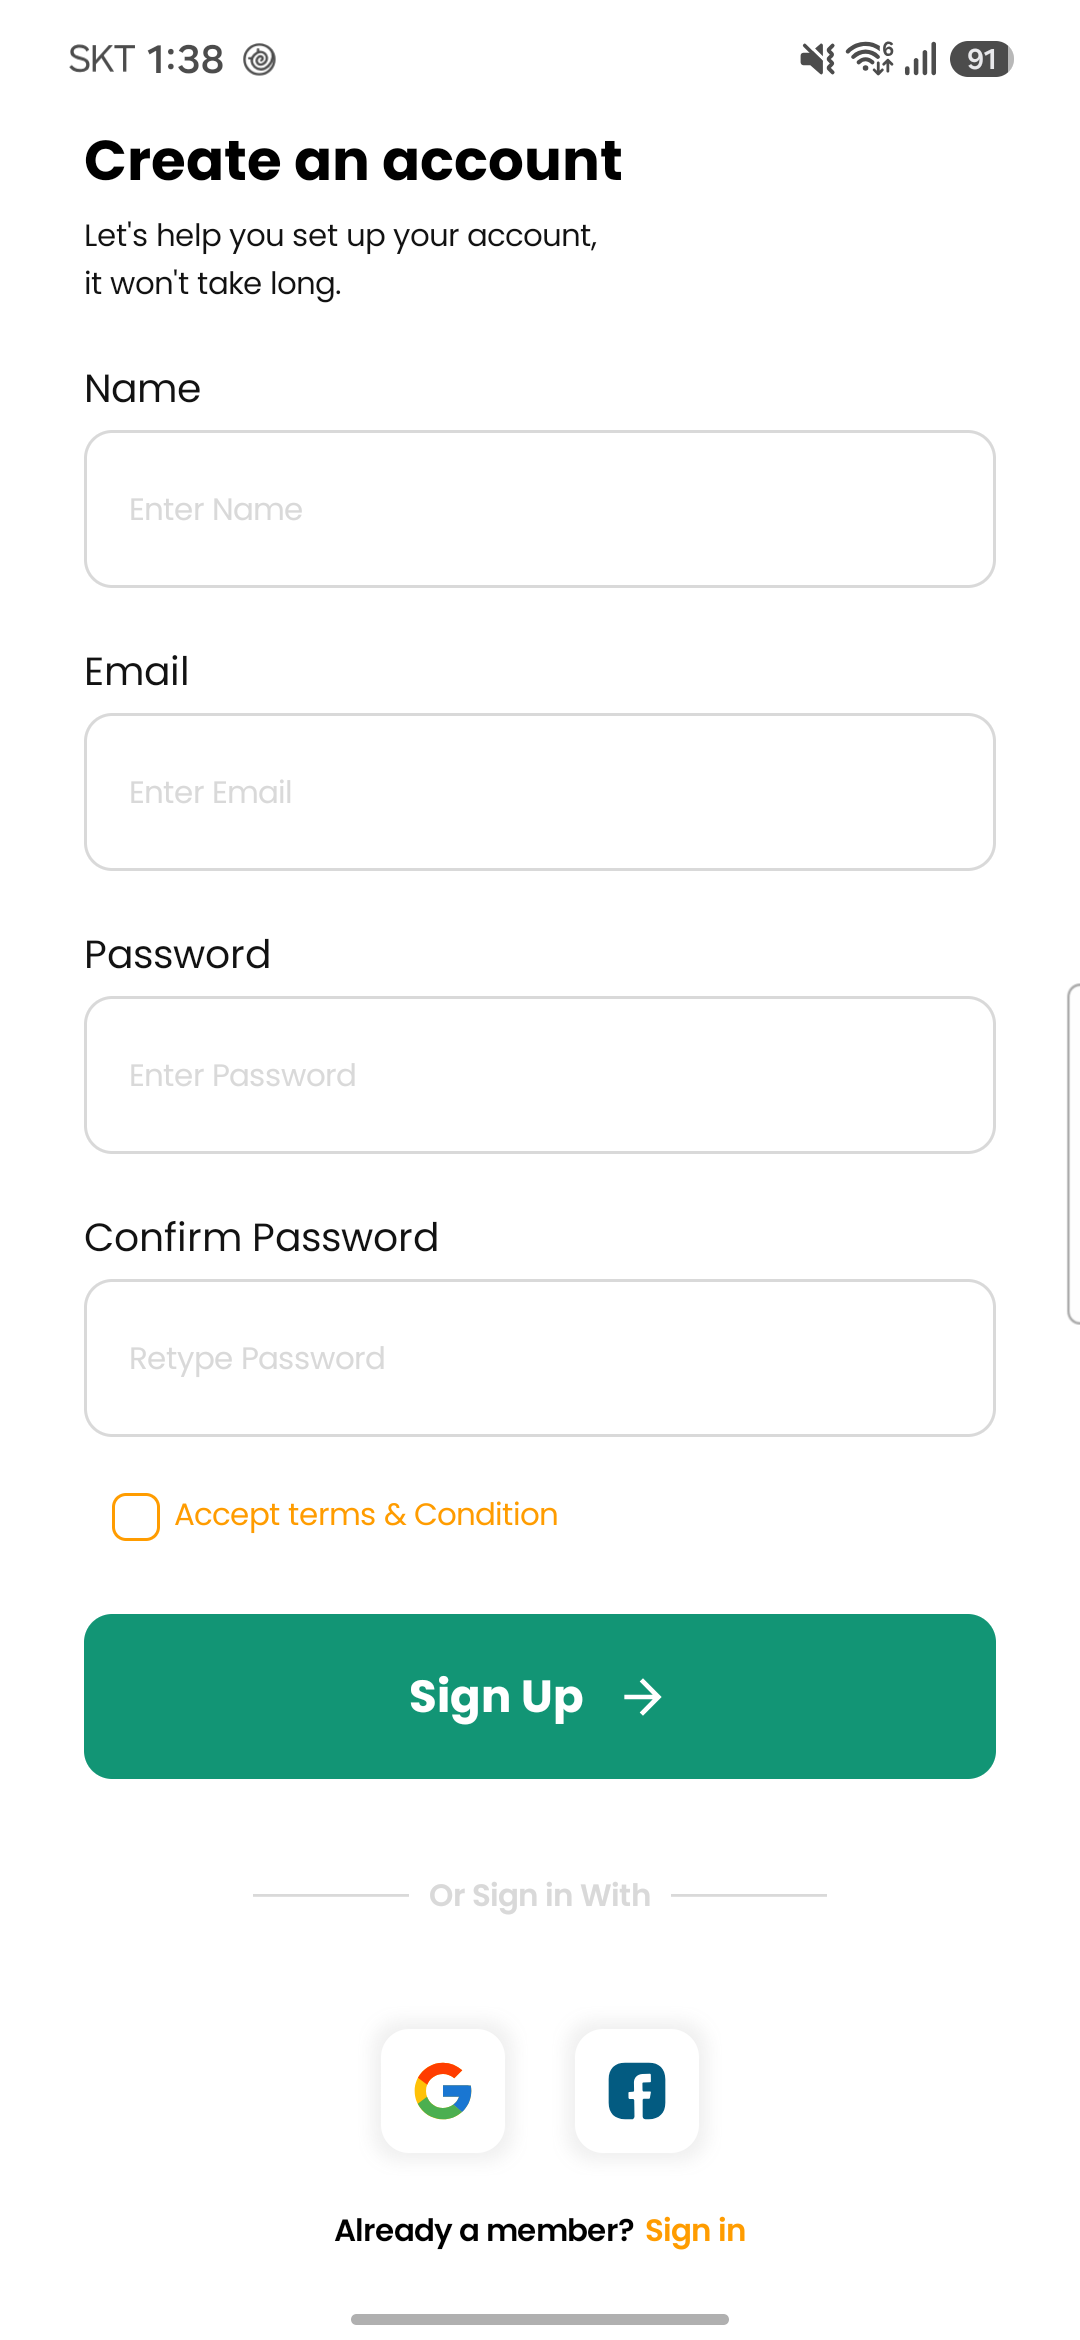 SKT 1:38
6
91
Create an account
Let's help you set up your account,
it won't take long.
Name
Enter Name
Email
Enter Email
Password
Enter Password
Confirm Password
Retype Password
Accept terms & Condition
Sign Up
Or Sign in With
Already a member? Sign in